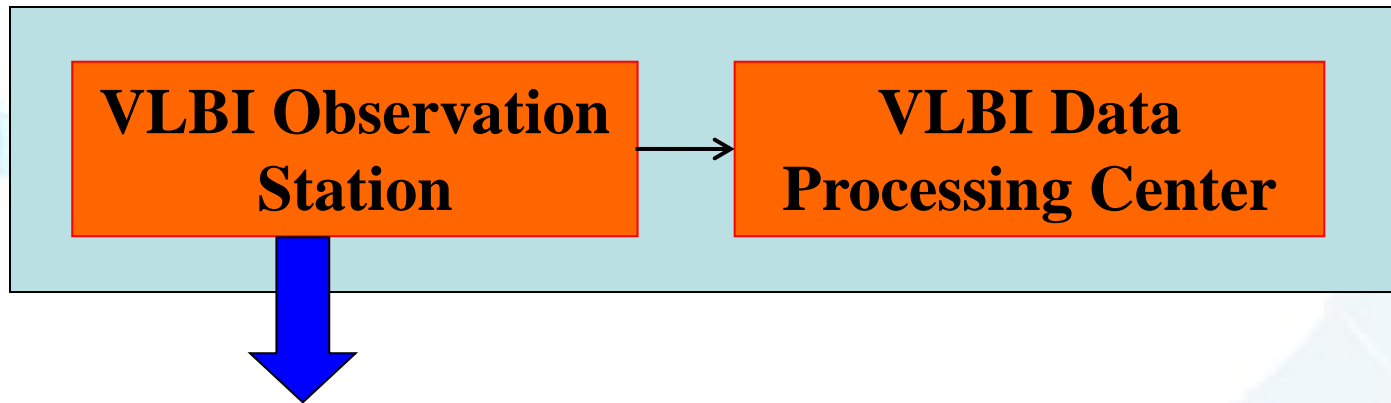 VLBI Observation
Station
VLBI Data
Processing Center